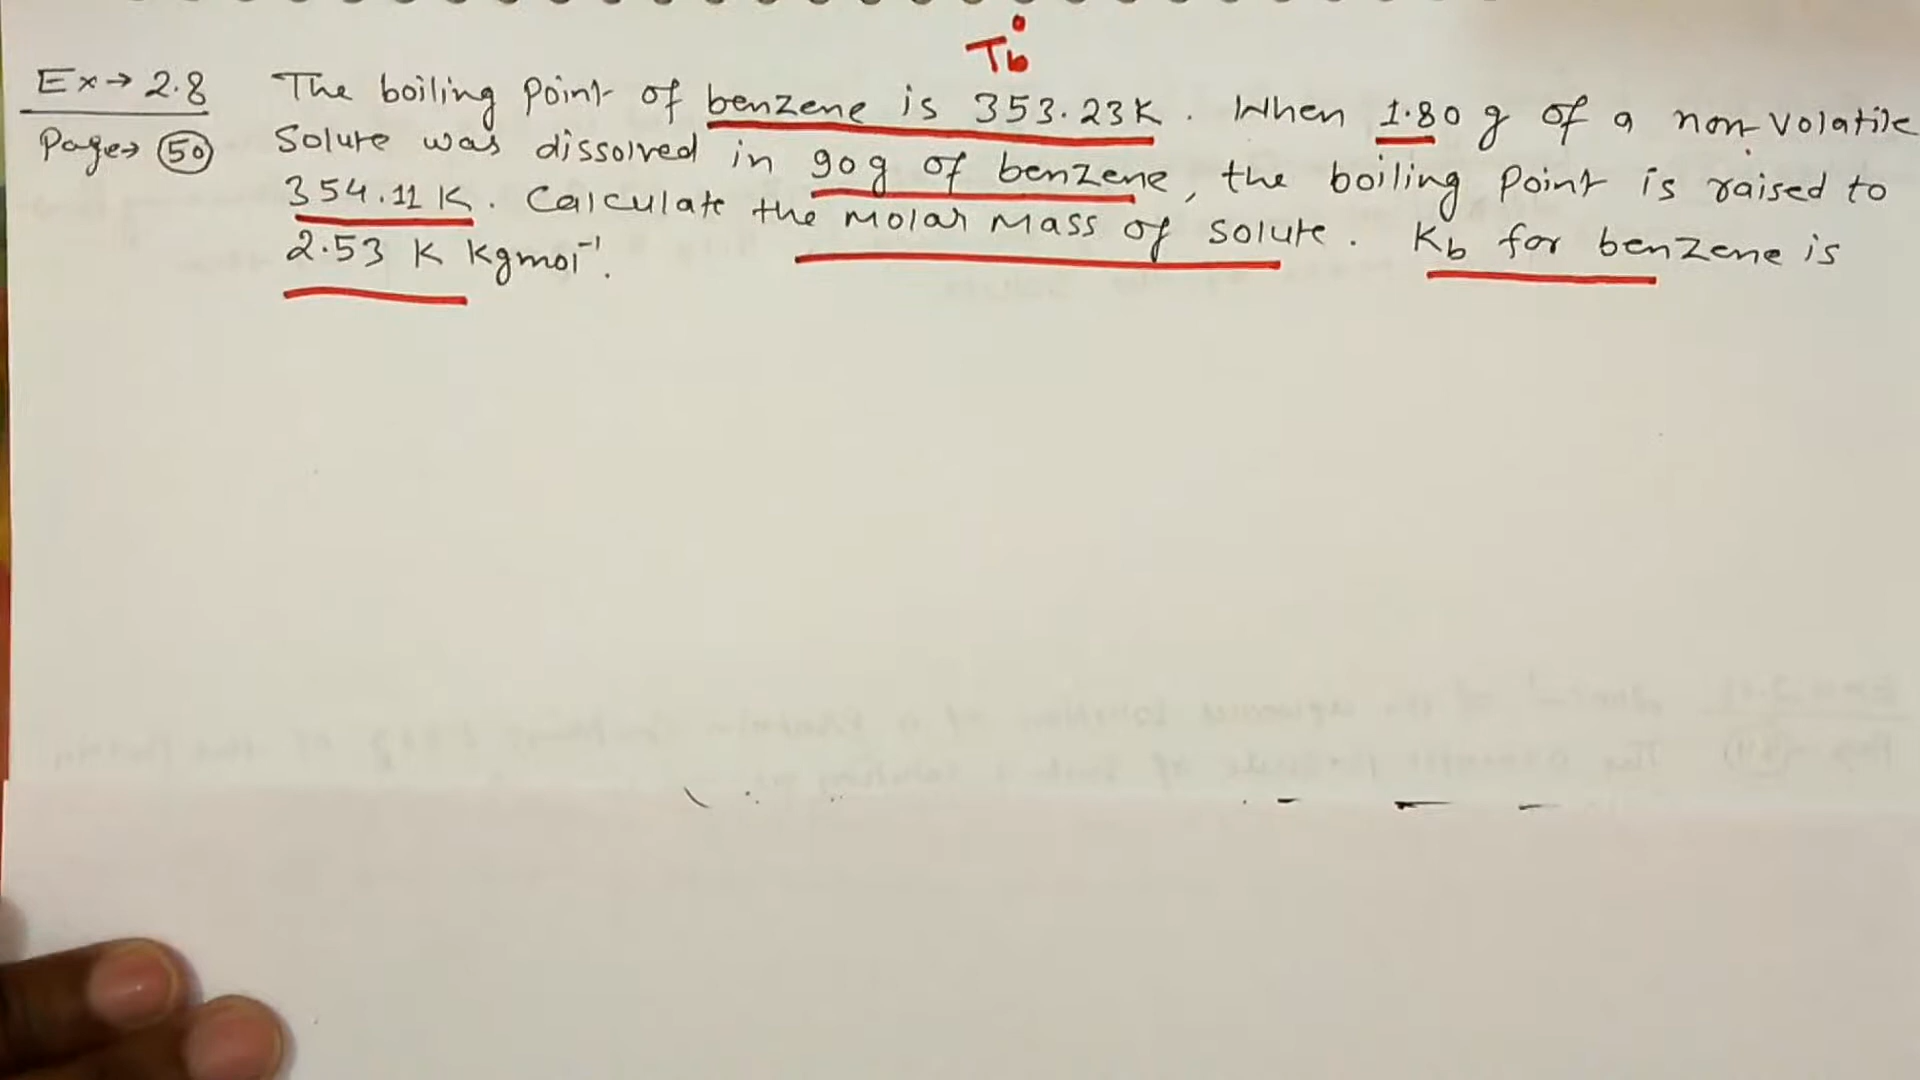 Tb°
Ex→ 2.8 The boiling point of benzene is 353.23K. When 1.80 g of a non volatile
Page→ 50 Solute was dissolved in 90g of benzene, the boiling point is raised to
354.11 K. Calculate the molar mass of solute. Kb for benzene is
2.53 K Kgmol⁻¹.